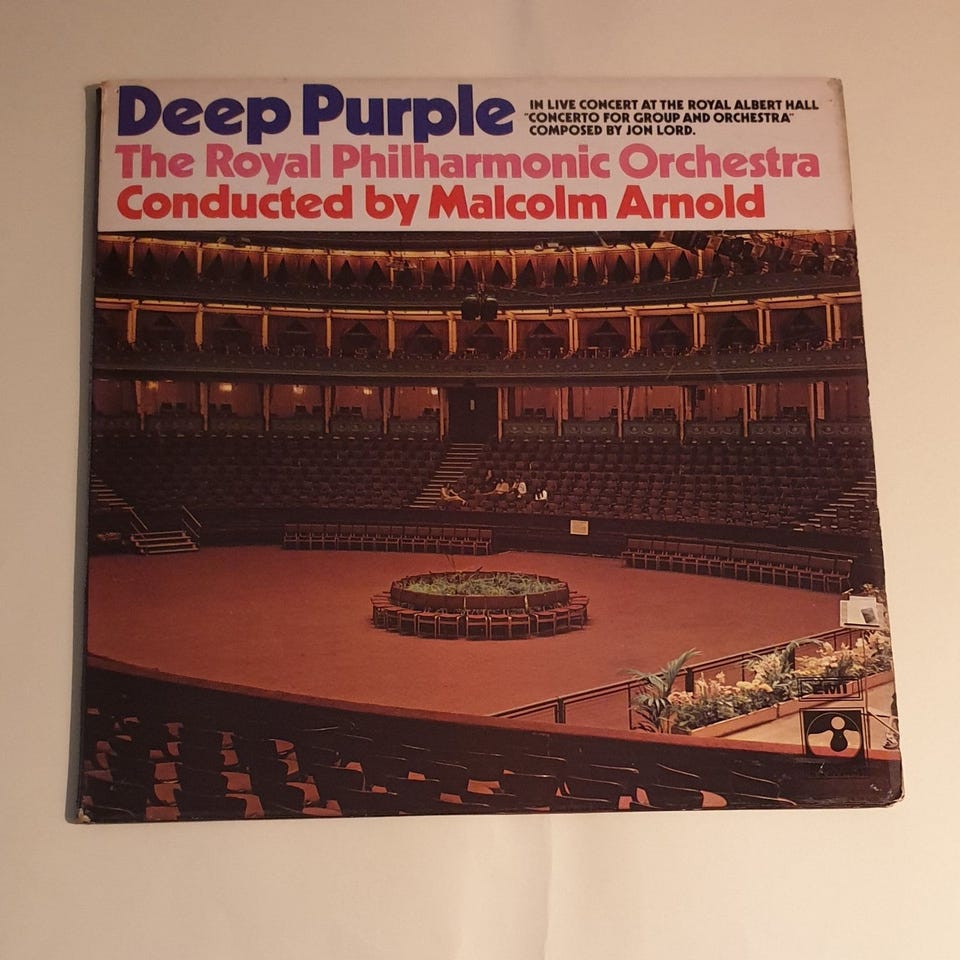 Deep Purple
IN LIVE CONCERT AT THE ROYAL ALBERT HALL
"CONCERTO FOR GROUP AND ORCHESTRA"
COMPOSED BY JON LORD.
The Royal Philharmonic Orchestra
Conducted by Malcolm Arnold
EMI